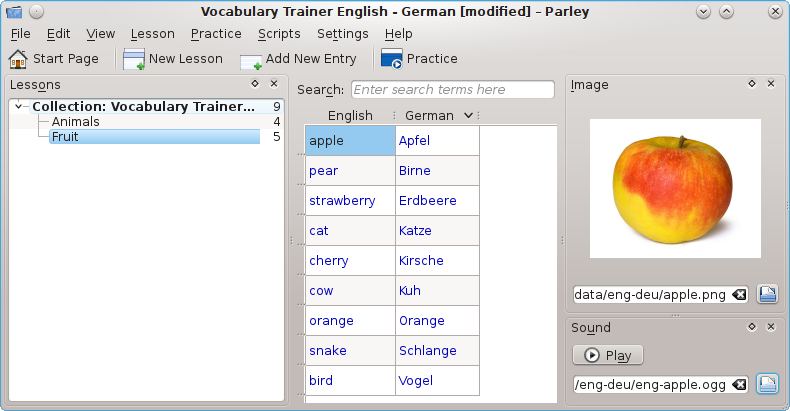 Vocabulary Trainer English - German [modified] – Parley
File Edit View Lesson Practice Scripts Settings Help
Start Page New Lesson Add New Entry Practice
Lessons
Collection: Vocabulary Trainer... 9
Animals 4
Fruit 5
Search: Enter search terms here
English German
apple Apfel
pear Birne
strawberry Erdbeere
cat Katze
cherry Kirsche
cow Kuh
orange Orange
snake Schlange
bird Vogel
Image
data/eng-deu/apple.png
Sound
Play
/eng-deu/eng-apple.ogg